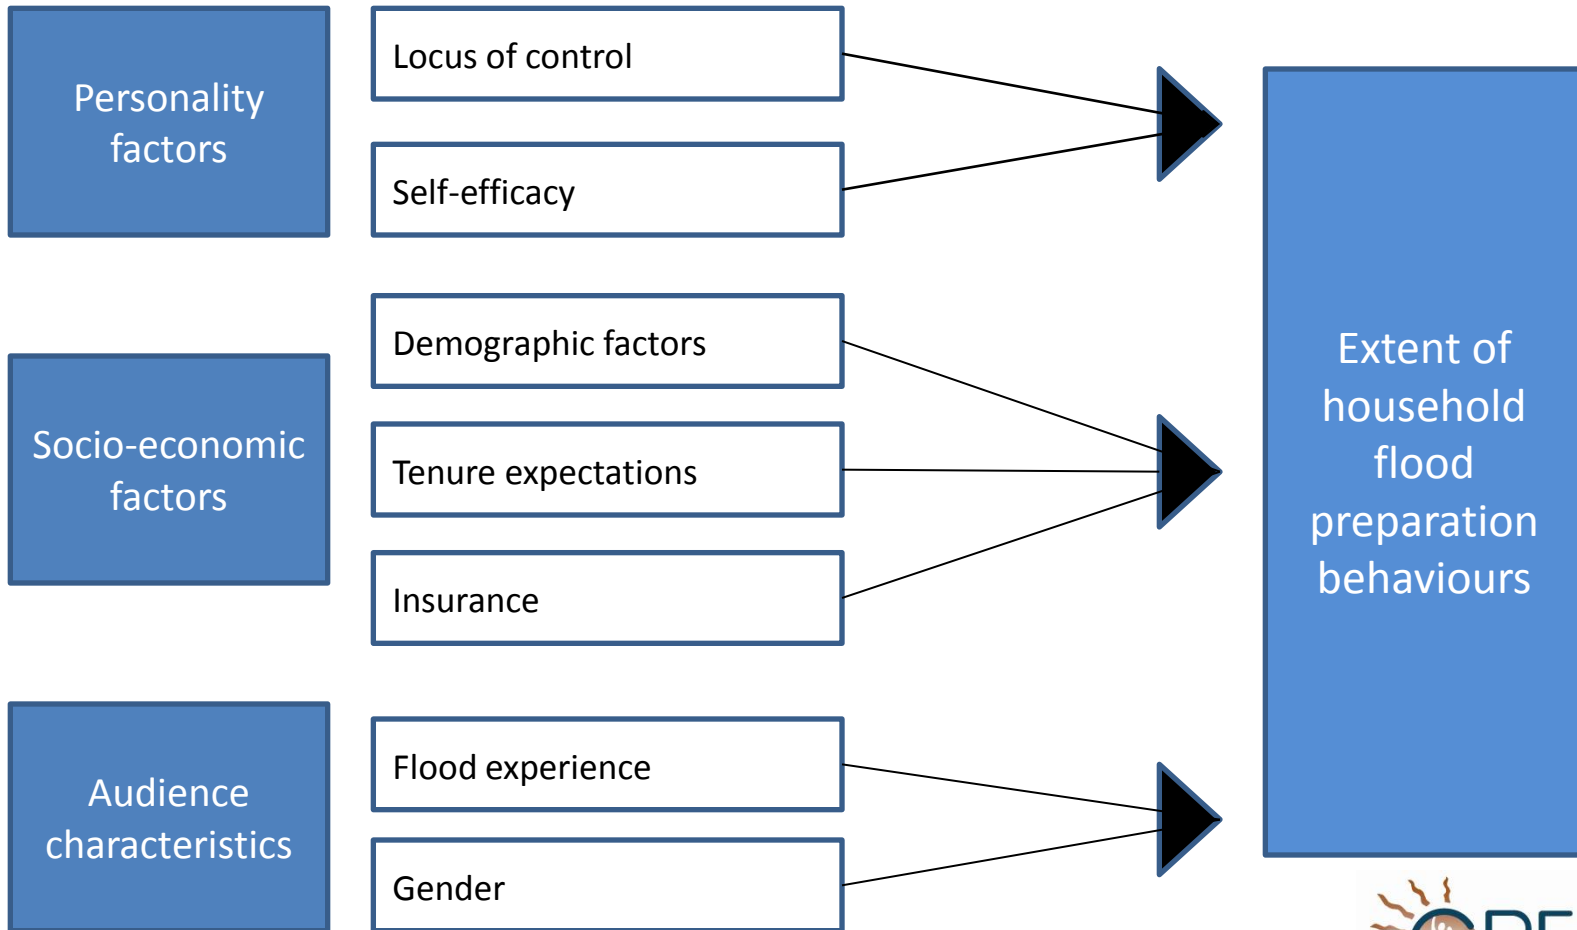 Personality
factors
Locus of control
Self-efficacy
Socio-economic
factors
Demographic factors
Tenure expectations
Insurance
Audience
characteristics
Flood experience
Gender
Extent of
household
flood
preparation
behaviours